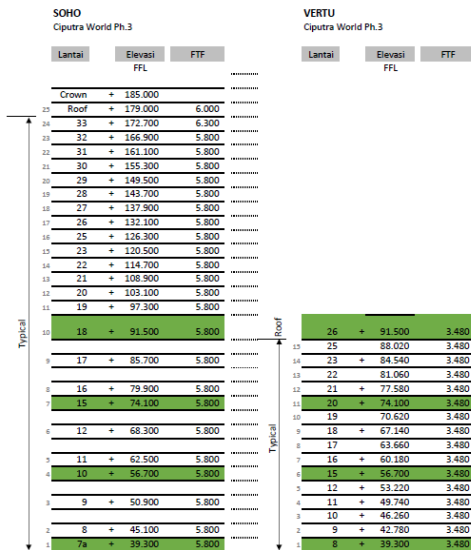 SOHO VERTU
Ciputra World Ph.3 Ciputra World Ph.3
Lantai Elevasi FTF Lantai Elevasi FTF
FFL FFL
Crown + 185.000
25 Roof + 179.000 6.000
24 33 + 172.700 6.300
23 32 + 166.900 5.800
22 31 + 161.100 5.800
21 30 + 155.300 5.800
20 29 + 149.500 5.800
19 28 + 143.700 5.800
18 27 + 137.900 5.800
17 26 + 132.100 5.800
16 25 + 126.300 5.800
15 23 + 120.500 5.800
14 22 + 114.700 5.800
13 21 + 108.900 5.800
12 20 + 103.100 5.800
11 19 + 97.300 5.800
Typical 10 18 + 91.500 5.800 Roof 26 + 91.500 3.480
15 25 88.020 3.480
9 17 + 85.700 5.800 14 23 + 84.540 3.480
13 22 81.060 3.480
8 16 + 79.900 5.800 12 21 + 77.580 3.480
7 15 + 74.100 5.800 11 20 + 74.100 3.480
10 19 70.620 3.480
6 12 + 68.300 5.800 Typical 9 18 + 67.140 3.480
8 17 63.660 3.480
5 11 + 62.500 5.800 7 16 + 60.180 3.480
4 10 + 56.700 5.800 6 15 + 56.700 3.480
5 12 + 53.220 3.480
3 9 + 50.900 5.800 4 11 + 49.740 3.480
3 10 + 46.260 3.480
2 8 + 45.100 5.800 2 9 + 42.780 3.480
1 7a + 39.300 5.800 1 8 + 39.300 3.480